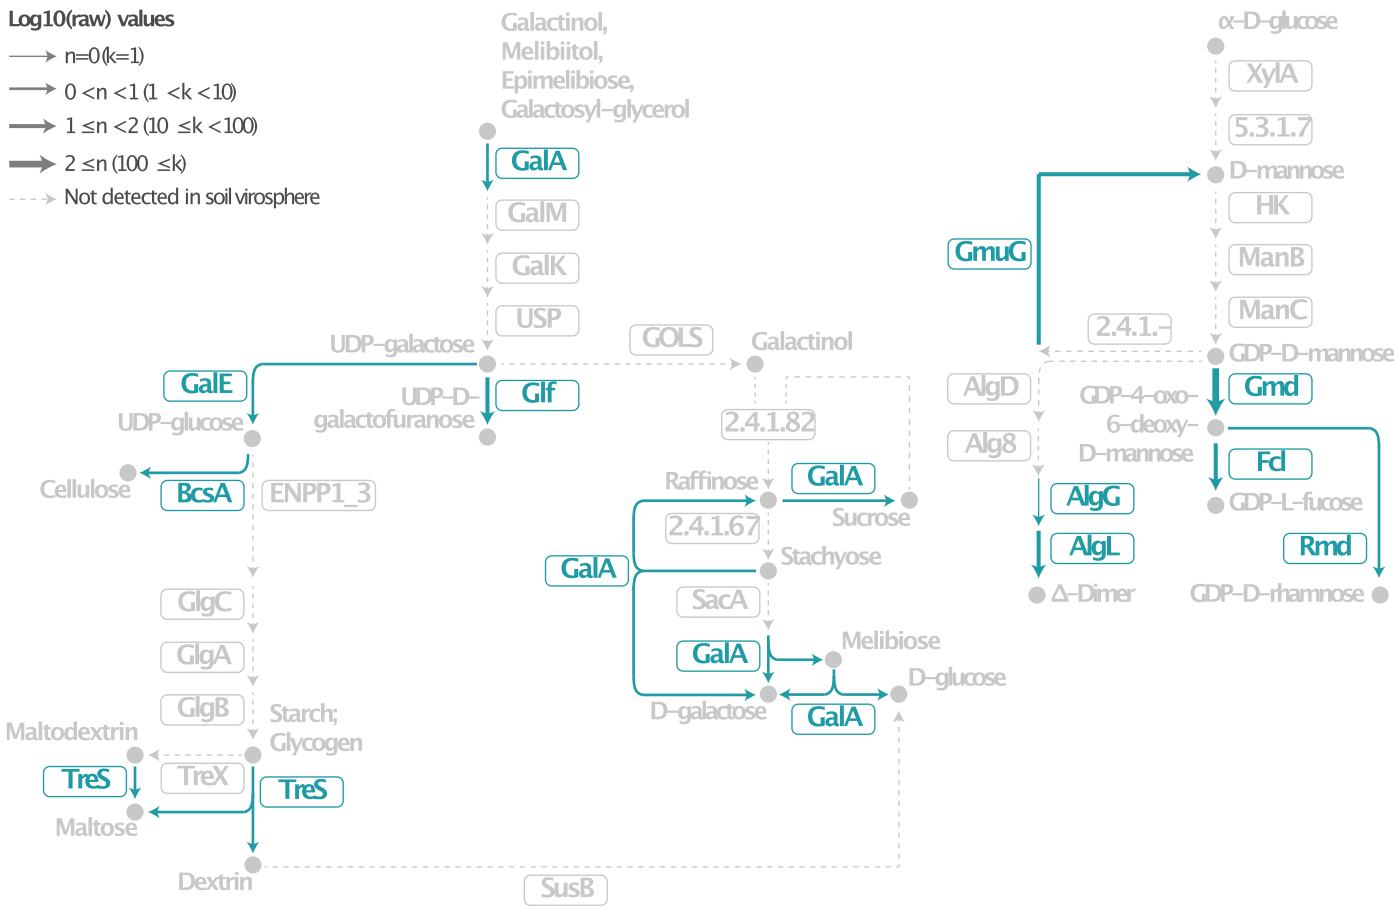 Log10(raw) values
n=0(k=1)
0 <n <1 (1 <k <10)
1 ≤n <2 (10 ≤k <100)
2 ≤n (100 ≤k)
Not detected in soil virosphere
Galactinol,
Melibiitol,
Epimelibiose,
Galactosyl-glycerol
GalA
GalM
GalK
USP
UDP-galactose
GOLS
Galactinol
GalE
UDP-D-
galactofuranose
Glf
UDP-glucose
2.4.1.82
Cellulose
BcsA
ENPP1_3
Raffinose
GalA
Sucrose
2.4.1.67
Stachyose
GalA
GlgC
SacA
GlgA
GalA
Melibiose
D-glucose
GlgB
D-galactose
GalA
Starch;
Glycogen
Maltodextrin
TreX
TreS
TreS
Maltose
Dextrin
SusB
α-D-glucose
XylA
5.3.1.7
D-mannose
HK
GmuG
ManB
ManC
2.4.1.-
GDP-D-mannose
AlgD
GDP-4-oxo-
6-deoxy-
D-mannose
Gmd
Alg8
Fcl
AlgG
GDP-L-fucose
AlgL
Rmd
Δ-Dimer
GDP-D-rhamnose